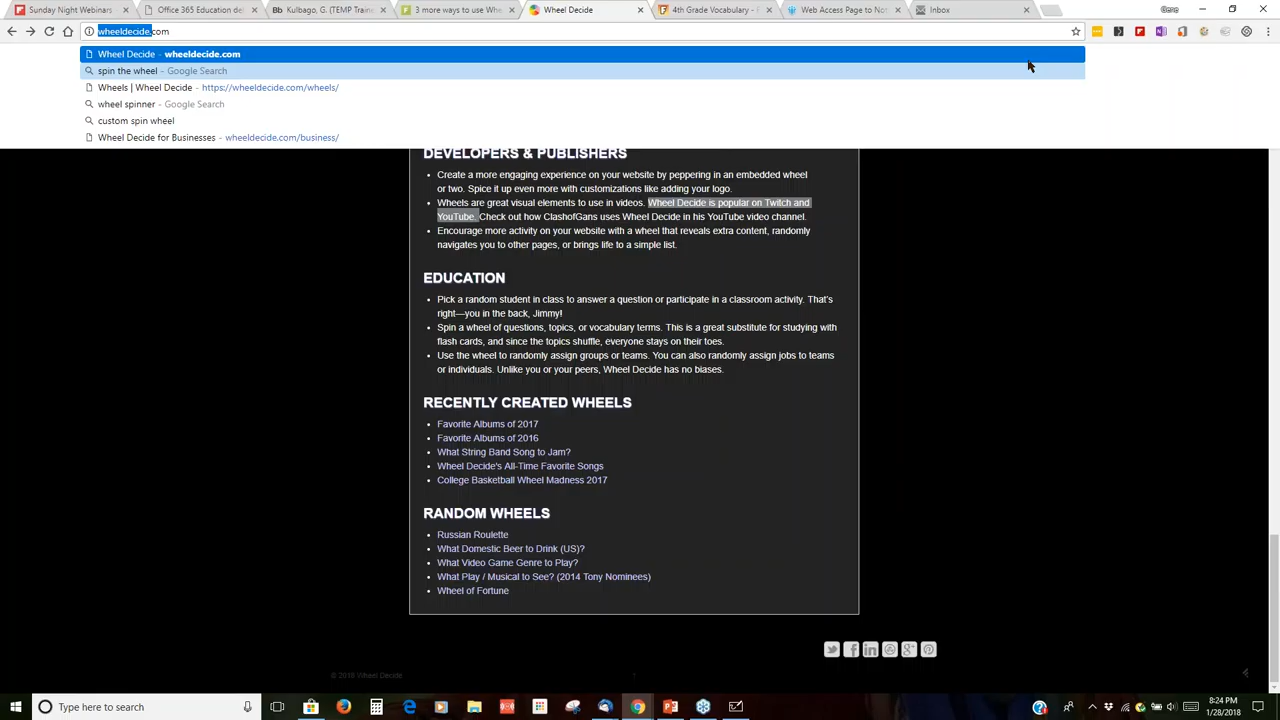 Sunday Night Webinars
Office 365 Education de
Kulbago, G. (TEMP Traine
3 more ways to use Whe
Wheel Decide
4th Grade Vocabulary - F
Web Access Page to Not
Inbox
Gene
wheeldecide.com
Wheel Decide - wheeldecide.com
spin the wheel - Google Search
Wheels | Wheel Decide - https://wheeldecide.com/wheels/
wheel spinner - Google Search
custom spin wheel
Wheel Decide for Businesses - wheeldecide.com/business/
DEVELOPERS & PUBLISHERS
• Create a more engaging experience on your website by peppering in an embedded wheel
or two. Spice it up even more with customizations like adding your logo.
• Wheels are great visual elements to use in videos. Wheel Decide is popular on Twitch and
YouTube. Check out how ClashofGans uses Wheel Decide in his YouTube video channel.
• Encourage more activity on your website with a wheel that reveals extra content, randomly
navigates you to other pages, or brings life to a simple list.
EDUCATION
• Pick a random student in class to answer a question or participate in a classroom activity. That's
right—you in the back, Jimmy!
• Spin a wheel of questions, topics, or vocabulary terms. This is a great substitute for studying with
flash cards, and since the topics shuffle, everyone stays on their toes.
• Use the wheel to randomly assign groups or teams. You can also randomly assign jobs to teams
or individuals. Unlike you or your peers, Wheel Decide has no biases.
RECENTLY CREATED WHEELS
• Favorite Albums of 2017
• Favorite Albums of 2016
• What String Band Song to Jam?
• Wheel Decide's All-Time Favorite Songs
• College Basketball Wheel Madness 2017
RANDOM WHEELS
• Russian Roulette
• What Domestic Beer to Drink (US)?
• What Video Game Genre to Play?
• What Play / Musical to See? (2014 Tony Nominees)
• Wheel of Fortune
© 2018 Wheel Decide
Type here to search
8:24 PM
1/28/2018